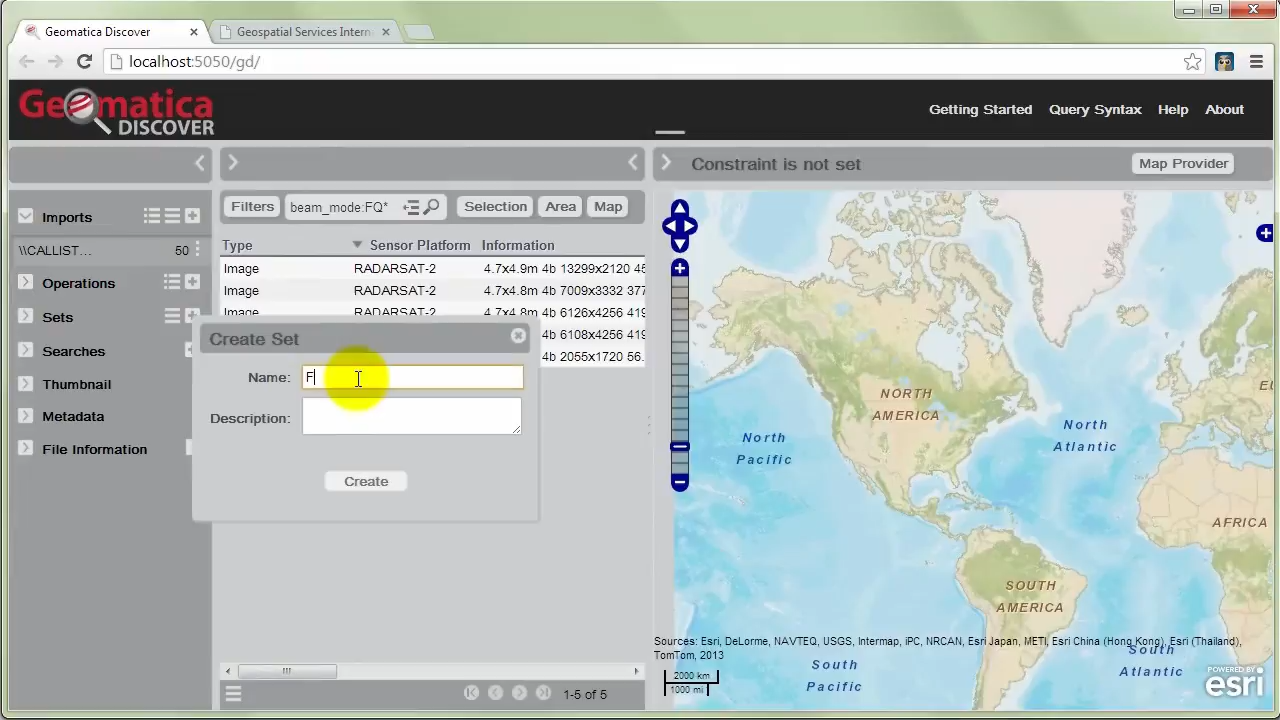 Geomatica Discover
Geospatial Services Intern
localhost:5050/gd/
Geomatica
DISCOVER
Getting Started Query Syntax Help About
Constraint is not set Map Provider
Imports
\\CALLIST... 50
Operations
Sets
Searches
Thumbnail
Metadata
File Information
Filters beam_mode:FQ* Selection Area Map
Type Sensor Platform Information
Image RADARSAT-2 4.7x4.9m 4b 13299x2120 45
Image RADARSAT-2 4.7x4.8m 4b 7009x3332 377
Image RADARSAT-2 4.7x4.8m 4b 6126x4256 419
4b 6108x4256 419
4b 2055x1720 56.
Create Set
Name: F
Description:
Create
1-5 of 5
NORTH
AMERICA
North
Pacific
North
Atlantic
AFRICA
SOUTH
AMERICA
South
Pacific
South
Atlantic
Sources: Esri, DeLorme, NAVTEQ, USGS, Intermap, iPC, NRCAN, Esri Japan, METI, Esri China (Hong Kong), Esri (Thailand),
TomTom, 2013
2000 km
1000 mi
POWERED BY
esri